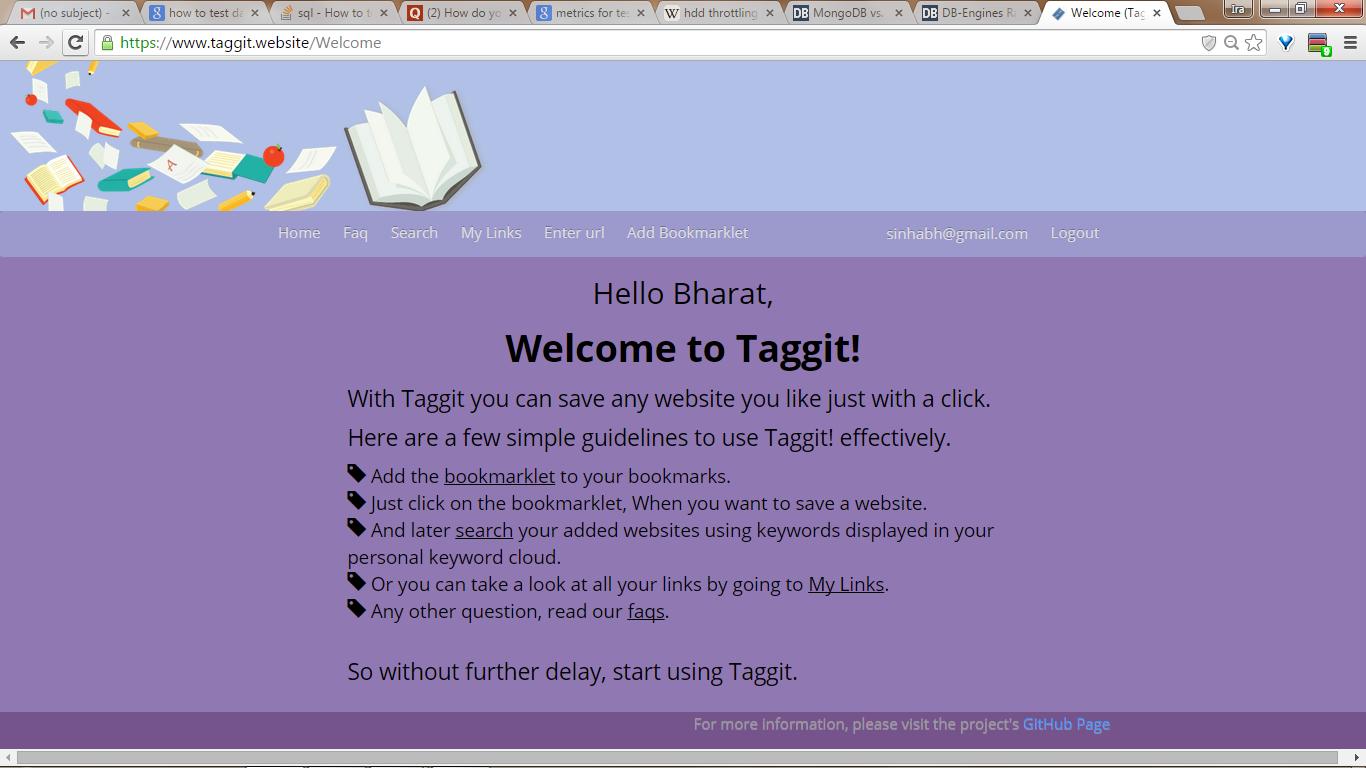 (no subject) -
how to test da
sql - How to t
(2) How do yo
metrics for tes
hdd throttling
MongoDB vs.
DB-Engines Ra
Welcome (Tag
Ira
https://www.taggit.website/Welcome
9
A
Home Faq Search My Links Enter url Add Bookmarklet sinhabh@gmail.com Logout
Hello Bharat,
Welcome to Taggit!
With Taggit you can save any website you like just with a click.
Here are a few simple guidelines to use Taggit! effectively.
Add the bookmarklet to your bookmarks.
Just click on the bookmarklet, When you want to save a website.
And later search your added websites using keywords displayed in your
personal keyword cloud.
Or you can take a look at all your links by going to My Links.
Any other question, read our faqs.
So without further delay, start using Taggit.
For more information, please visit the project's GitHub Page